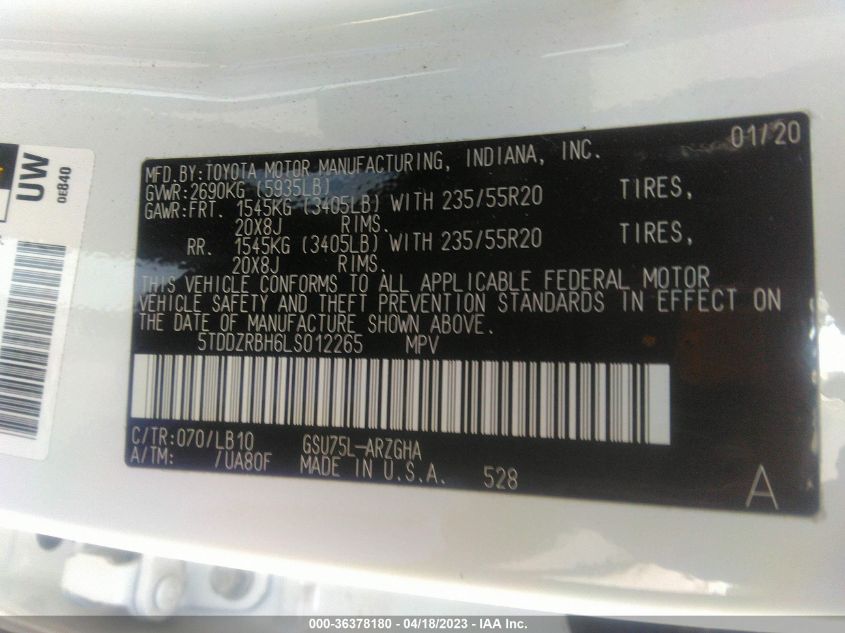 UW
0E840
01/20
MFD.BY:TOYOTA MOTOR MANUFACTURING, INDIANA, INC.
GVWR:2690KG (5935LB)
GAWR:FRT. 1545KG (3405LB) WITH 235/55R20 TIRES,
20X8J RIMS.
RR. 1545KG (3405LB) WITH 235/55R20 TIRES,
20X8J RIMS.
THIS VEHICLE CONFORMS TO ALL APPLICABLE FEDERAL MOTOR
VEHICLE SAFETY AND THEFT PREVENTION STANDARDS IN EFFECT ON
THE DATE OF MANUFACTURE SHOWN ABOVE.
5TDDZRBH6LS012265 MPV
C/TR:070/LB10 GSU75L-ARZGHA
A/TM: /UA80F MADE IN U.S.A. 528
A
000-36378180 - 04/18/2023 - IAA Inc.